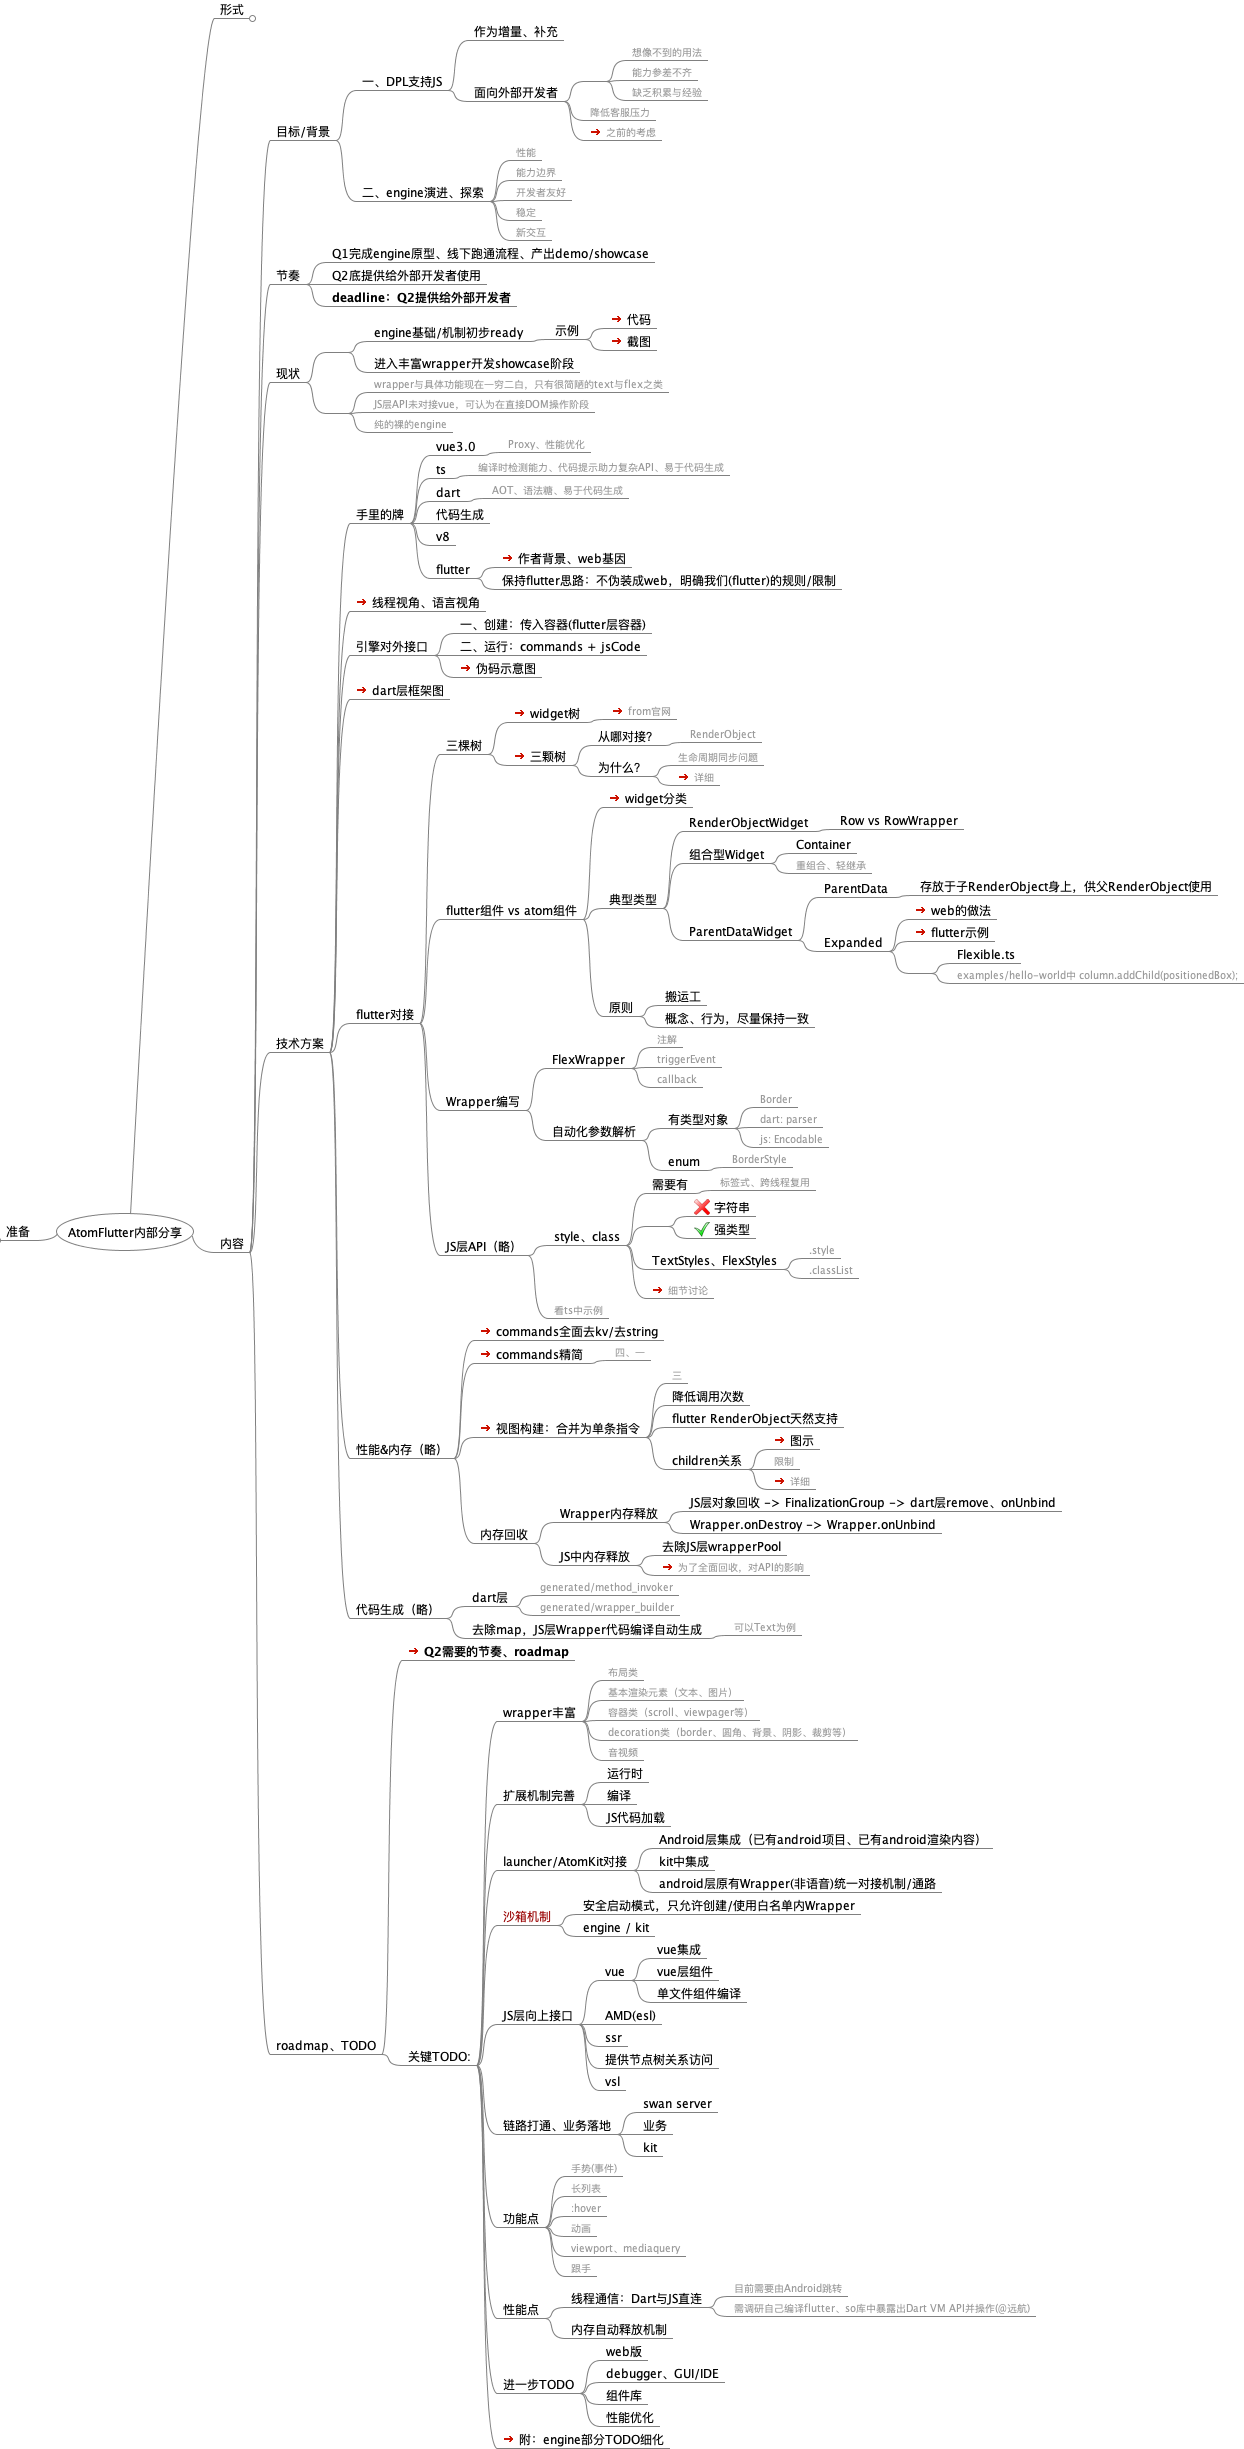 形式
作为增量、补充
想像不到的用法
能力参差不齐
一、DPL支持JS
面向外部开发者
缺乏积累与经验
降低客服压力
之前的考虑
目标/背景
性能
能力边界
二、engine演进、探索
开发者友好
稳定
新交互
Q1完成engine原型、线下跑通流程、产出demo/showcase
节奏
Q2底提供给外部开发者使用
deadline：Q2提供给外部开发者
代码
engine基础/机制初步ready
示例
截图
进入丰富wrapper开发showcase阶段
现状
wrapper与具体功能现在一穷二白，只有很简陋的text与flex之类
JS层API未对接vue，可认为在直接DOM操作阶段
纯的裸的engine
vue3.0
Proxy、性能优化
ts
编译时检测能力、代码提示助力复杂API、易于代码生成
dart
AOT、语法糖、易于代码生成
手里的牌
代码生成
v8
作者背景、web基因
flutter
保持flutter思路：不伪装成web，明确我们(flutter)的规则/限制
线程视角、语言视角
一、创建：传入容器(flutter层容器)
引擎对外接口
二、运行：commands + jsCode
伪码示意图
dart层框架图
widget树
from官网
三棵树
从哪对接?
RenderObject
三颗树
为什么?
生命周期同步问题
详细
widget分类
RenderObjectWidget
Row vs RowWrapper
组合型Widget
Container
重组合、轻继承
典型类型
ParentData
存放于子RenderObject身上，供父RenderObject使用
flutter组件 vs atom组件
ParentDataWidget
web的做法
Expanded
flutter示例
Flexible.ts
examples/hello-world中 column.addChild(positionedBox);
原则
搬运工
概念、行为，尽量保持一致
flutter对接
技术方案
注解
FlexWrapper
triggerEvent
callback
Wrapper编写
Border
有类型对象
dart: parser
自动化参数解析
js: Encodable
enum
BorderStyle
需要有
标签式、跨线程复用
字符串
强类型
style、class
JS层API（略）
TextStyles、FlexStyles
.style
.classList
细节讨论
看ts中示例
准备
AtomFlutter内部分享
内容
commands全面去kv/去string
commands精简
四、一
三
降低调用次数
视图构建：合并为单条指令
flutter RenderObject天然支持
图示
性能&内存（略）
children关系
限制
详细
Wrapper内存释放
JS层对象回收 -> FinalizationGroup -> dart层remove、onUnbind
Wrapper.onDestroy -> Wrapper.onUnbind
内存回收
JS中内存释放
去除JS层wrapperPool
为了全面回收，对API的影响
dart层
generated/method_invoker
代码生成（略）
generated/wrapper_builder
去除map，JS层Wrapper代码编译自动生成
可以Text为例
Q2需要的节奏、roadmap
布局类
基本渲染元素（文本、图片）
wrapper丰富
容器类（scroll、viewpager等）
decoration类（border、圆角、背景、阴影、裁剪等）
音视频
运行时
扩展机制完善
编译
JS代码加载
Android层集成（已有android项目、已有android渲染内容）
launcher/AtomKit对接
kit中集成
android层原有Wrapper(非语音)统一对接机制/通路
沙箱机制
安全启动模式，只允许创建/使用白名单内Wrapper
engine / kit
vue集成
vue
vue层组件
单文件组件编译
JS层向上接口
AMD(esl)
ssr
roadmap、TODO
关键TODO:
提供节点树关系访问
vsl
swan server
链路打通、业务落地
业务
kit
手势(事件)
长列表
功能点
:hover
动画
viewport、mediaquery
跟手
目前需要由Android跳转
线程通信：Dart与JS直连
性能点
需调研自己编译flutter、so库中暴露出Dart VM API并操作(@远航)
内存自动释放机制
web版
进一步TODO
debugger、GUI/IDE
组件库
性能优化
附：engine部分TODO细化